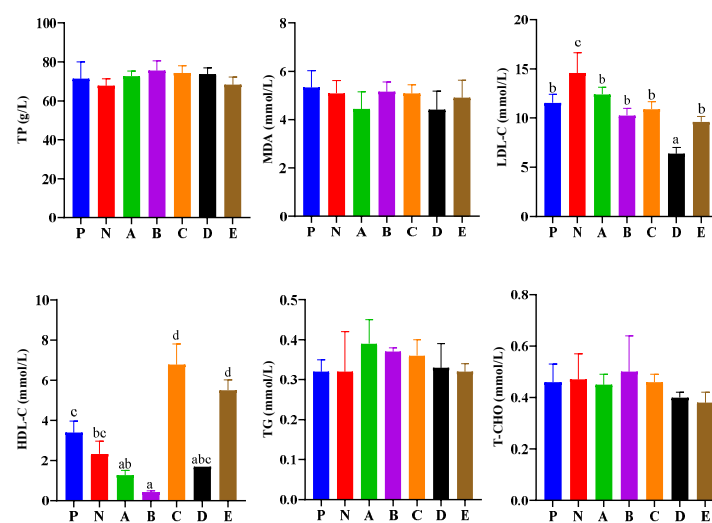 TP (g/L)
100
80
60
40
20
0
P N A B C D E
MDA (mmol/L)
8
6
4
2
0
P N A B C D E
LDL-C (mmol/L)
20
15
10
5
0
b c b b b a b
P N A B C D E
HDL-C (mmol/L)
10
8
6
4
2
0
c bc ab a d abc d
P N A B C D E
TG (mmol/L)
0.5
0.4
0.3
0.2
0.1
0.0
P N A B C D E
T-CHO (mmol/L)
0.8
0.6
0.4
0.2
0.0
P N A B C D E